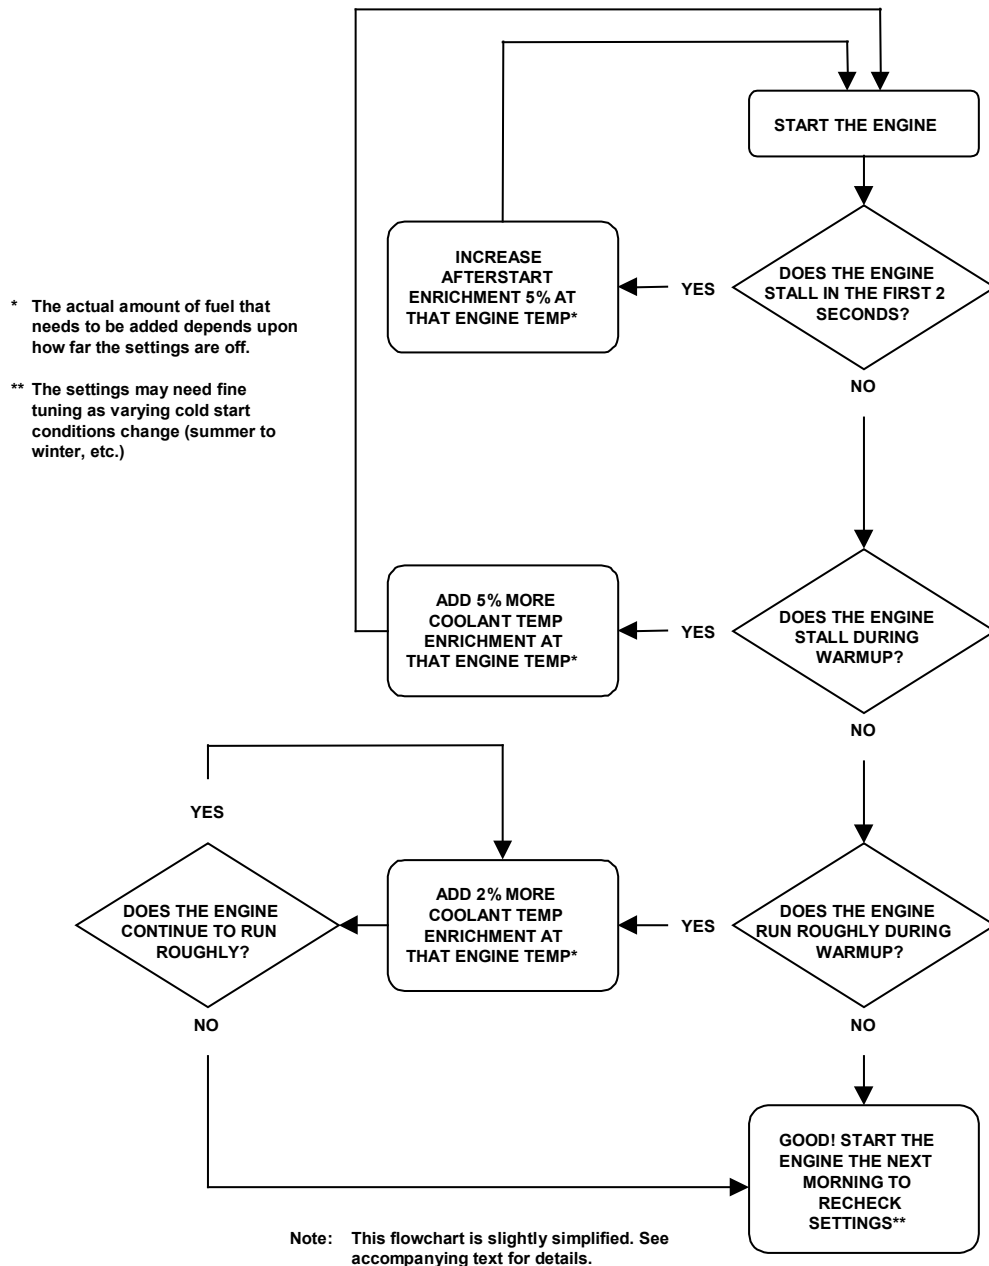 START THE ENGINE
DOES THE ENGINE
STALL IN THE FIRST 2
SECONDS?
YES
INCREASE
AFTERSTART
ENRICHMENT 5% AT
THAT ENGINE TEMP*
* The actual amount of fuel that
needs to be added depends upon
how far the settings are off.
** The settings may need fine
tuning as varying cold start
conditions change (summer to
winter, etc.)
NO
DOES THE ENGINE
STALL DURING
WARMUP?
YES
ADD 5% MORE
COOLANT TEMP
ENRICHMENT AT
THAT ENGINE TEMP*
NO
DOES THE ENGINE
RUN ROUGHLY DURING
WARMUP?
YES
ADD 2% MORE
COOLANT TEMP
ENRICHMENT AT
THAT ENGINE TEMP*
YES
DOES THE ENGINE
CONTINUE TO RUN
ROUGHLY?
NO
NO
GOOD! START THE
ENGINE THE NEXT
MORNING TO
RECHECK
SETTINGS**
Note: This flowchart is slightly simplified. See
accompanying text for details.